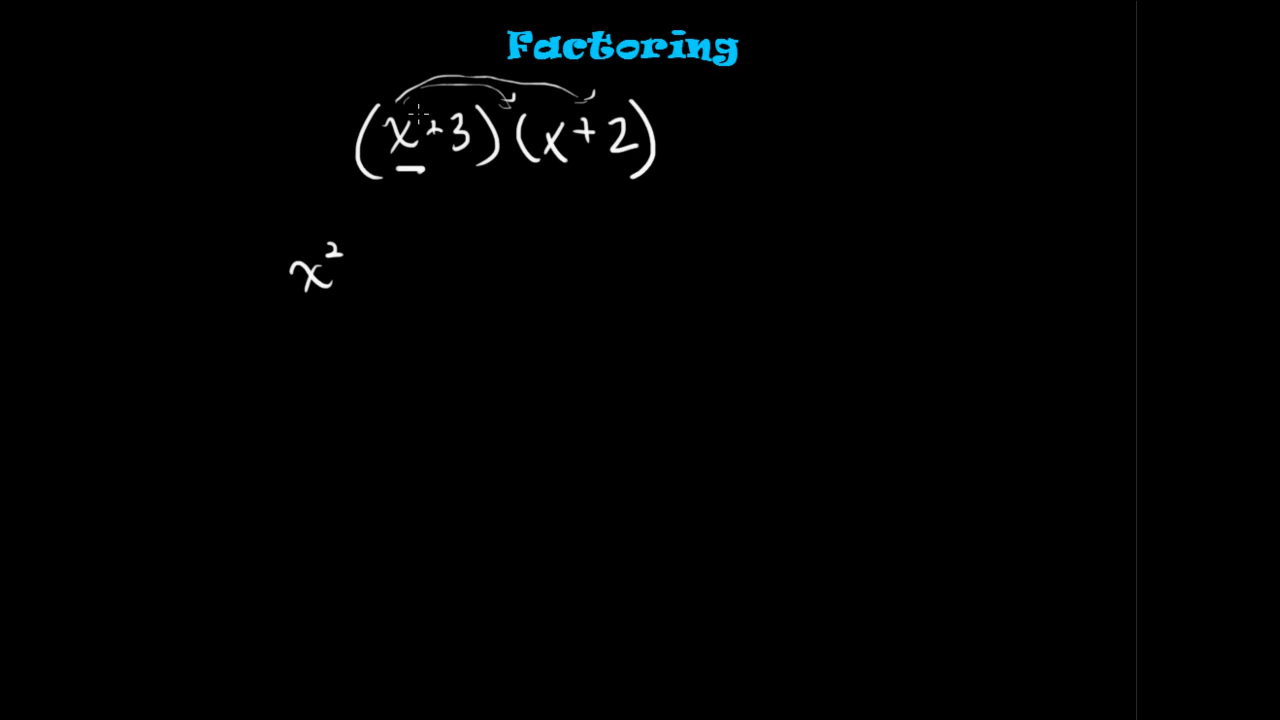 Factoring
(x+3)(x+2)
x²